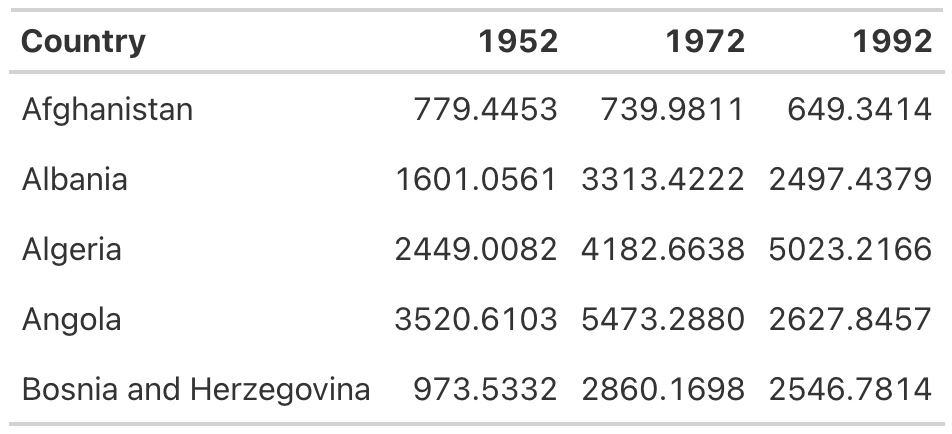 Country 1952 1972 1992
Afghanistan 779.4453 739.9811 649.3414
Albania 1601.0561 3313.4222 2497.4379
Algeria 2449.0082 4182.6638 5023.2166
Angola 3520.6103 5473.2880 2627.8457
Bosnia and Herzegovina 973.5332 2860.1698 2546.7814